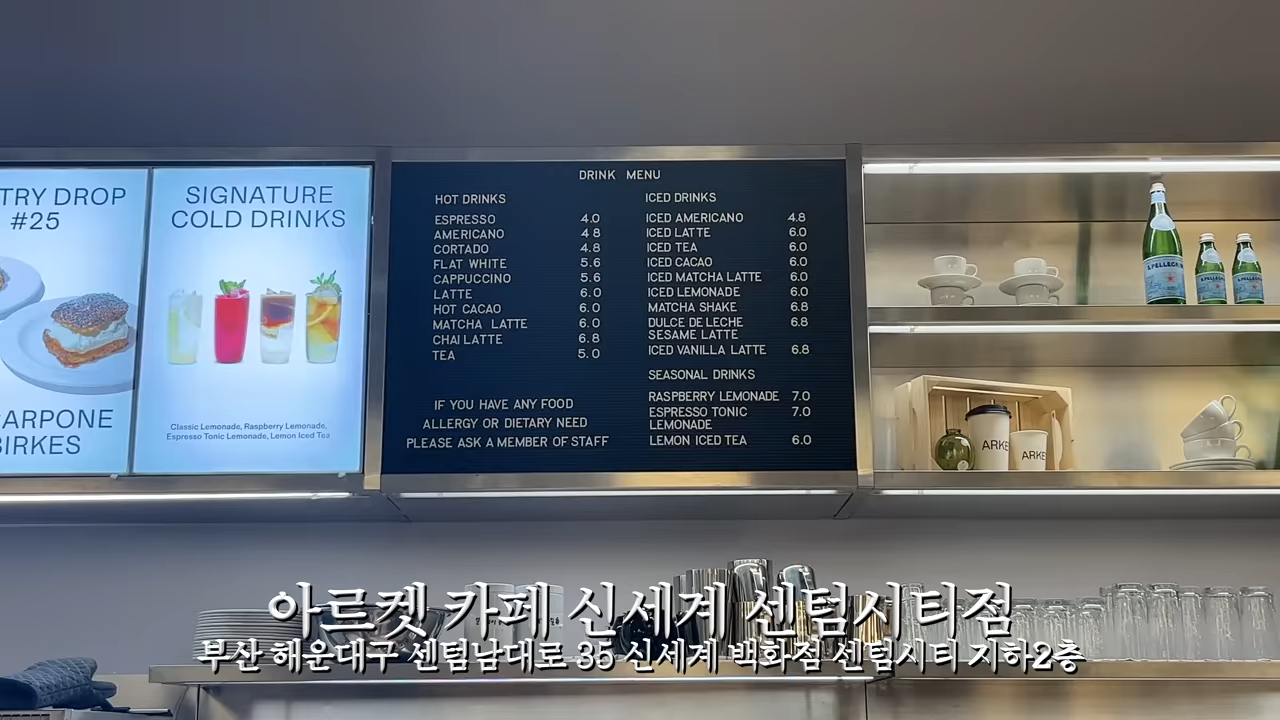 TRY DROP
#25
ARPONE
BIRKES
SIGNATURE
COLD DRINKS
Classic Lemonade, Raspberry Lemonade,
Espresso Tonic Lemonade, Lemon Iced Tea
DRINK MENU
HOT DRINKS
ESPRESSO 4.0
AMERICANO 4 8
CORTADO 4.8
FLAT WHITE 5.6
CAPPUCCINO 5.6
LATTE 6.0
HOT CACAO 6.0
MATCHA LATTE 6.0
CHAI LATTE 6.8
TEA 5.0
IF YOU HAVE ANY FOOD
ALLERGY OR DIETARY NEED
PLEASE ASK A MEMBER OF STAFF
ICED DRINKS
ICED AMERICANO 4.8
ICED LATTE 6.0
ICED TEA 6.0
ICED CACAO 6.0
ICED MATCHA LATTE 6.0
ICED LEMONADE 6.0
MATCHA SHAKE 6.8
DULCE DE LECHE 6.8
SESAME LATTE
ICED VANILLA LATTE 6.8
SEASONAL DRINKS
RASPBERRY LEMONADE 7.0
ESPRESSO TONIC 7.0
LEMONADE
LEMON ICED TEA 6.0
S.PELLEGRI
ARKE
ARKE
아르켓 카페 신세계 센텀시티점
부산 해운대구 센텀남대로 35 신세계 백화점 센텀시티 지하2층